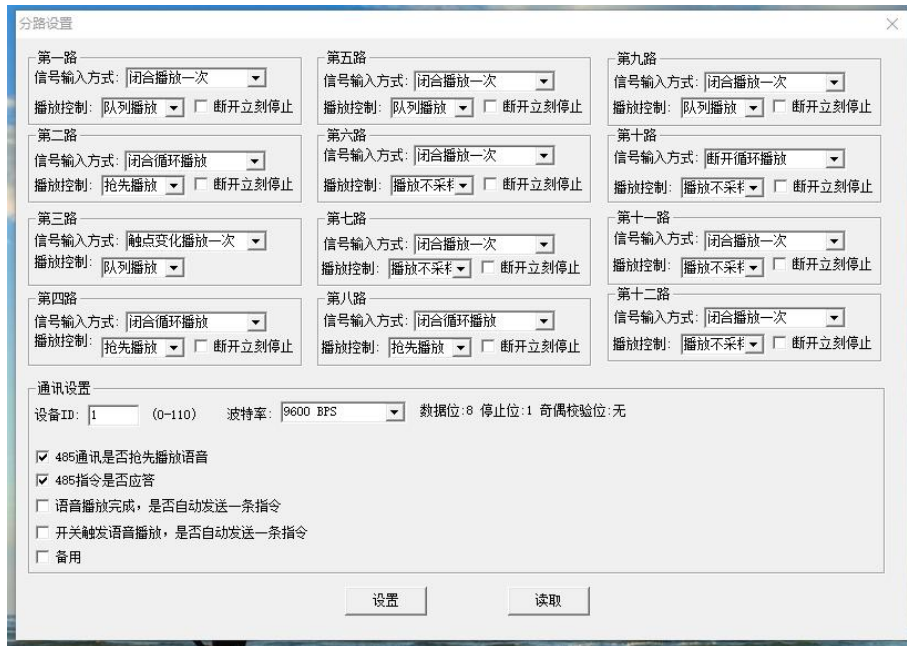 分路设置
第一路
信号输入方式: 闭合播放一次
播放控制: 队列播放 断开立刻停止
第二路
信号输入方式: 闭合循环播放
播放控制: 抢先播放 断开立刻停止
第三路
信号输入方式: 触点变化播放一次
播放控制: 队列播放
第四路
信号输入方式: 闭合循环播放
播放控制: 抢先播放 断开立刻停止
第五路
信号输入方式: 闭合播放一次
播放控制: 队列播放 断开立刻停止
第六路
信号输入方式: 闭合播放一次
播放控制: 播放不采 断开立刻停止
第七路
信号输入方式: 闭合播放一次
播放控制: 播放不采 断开立刻停止
第八路
信号输入方式: 闭合循环播放
播放控制: 抢先播放 断开立刻停止
第九路
信号输入方式: 闭合播放一次
播放控制: 队列播放 断开立刻停止
第十路
信号输入方式: 断开循环播放
播放控制: 播放不采 断开立刻停止
第十一路
信号输入方式: 闭合播放一次
播放控制: 播放不采 断开立刻停止
第十二路
信号输入方式: 闭合播放一次
播放控制: 播放不采 断开立刻停止
通讯设置
设备ID: 1 (0-110) 波特率: 9600 BPS 数据位:8 停止位:1 奇偶校验位:无
485通讯是否抢先播放语音
485指令是否应答
语音播放完成，是否自动发送一条指令
开关触发语音播放，是否自动发送一条指令
备用
设置 读取